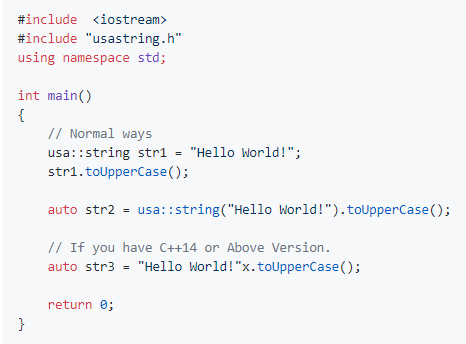 #include  <iostream>
#include "usastring.h"
using namespace std;

int main()
{
    // Normal ways
    usa::string str1 = "Hello World!";
    str1.toUpperCase();

    auto str2 = usa::string("Hello World!").toUpperCase();

    // If you have C++14 or Above Version.
    auto str3 = "Hello World!"x.toUpperCase();

    return 0;
}